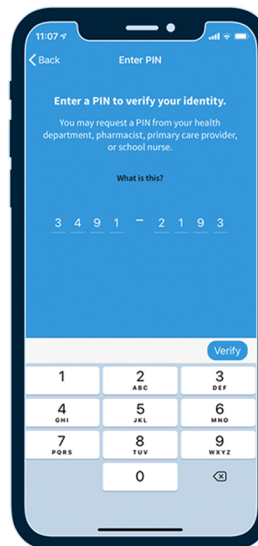 11:07
Back Enter PIN
Enter a PIN to verify your identity.
You may request a PIN from your health
department, pharmacist, primary care provider,
or school nurse.
What is this?
3 4 9 1 – 2 1 9 3
Verify
1 2 3
ABC DEF
4 5 6
GHI JKL MNO
7 8 9
PQRS TUV WXYZ
0